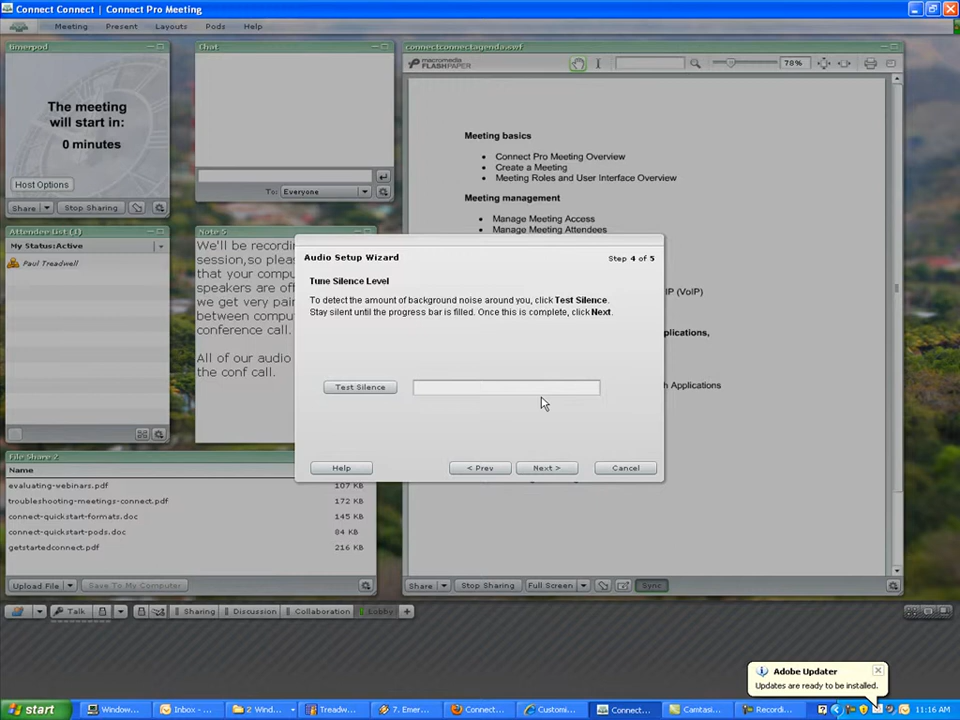 Connect Connect | Connect Pro Meeting
Meeting Present Layouts Pods Help
timerpod
The meeting
will start in:
0 minutes
Host Options
Share Stop Sharing
Chat
To: Everyone
connectconnectagenda.swf
macromedia
FLASHPAPER
78%
Meeting basics
Connect Pro Meeting Overview
Create a Meeting
Meeting Roles and User Interface Overview
Meeting management
Manage Meeting Access
Manage Meeting Attendees
IP (VoIP)
plications,
h Applications
Attendee List (1)
My Status:Active
Paul Treadwell
Note 5
We'll be recordin
session,so pleas
that your compu
speakers are off
we get very pain
between compu
conference call.
All of our audio
the conf call.
Audio Setup Wizard
Step 4 of 5
Tune Silence Level
To detect the amount of background noise around you, click Test Silence.
Stay silent until the progress bar is filled. Once this is complete, click Next.
Test Silence
Help < Prev Next > Cancel
File Share 2
Name
evaluating-webinars.pdf 107 KB
troubleshooting-meetings-connect.pdf 172 KB
connect-quickstart-formats.doc 145 KB
connect-quickstart-pods.doc 84 KB
getstartedconnect.pdf 216 KB
Upload File Save To My Computer
Share Stop Sharing Full Screen Sync
Talk Sharing Discussion Collaboration Lobby
Adobe Updater
Updates are ready to be installed.
start Window... Inbox - ... 2 Wind... Treadw... 7. Emer... Connect... Customi... Connect... Camtasi... Recordi... 11:16 AM